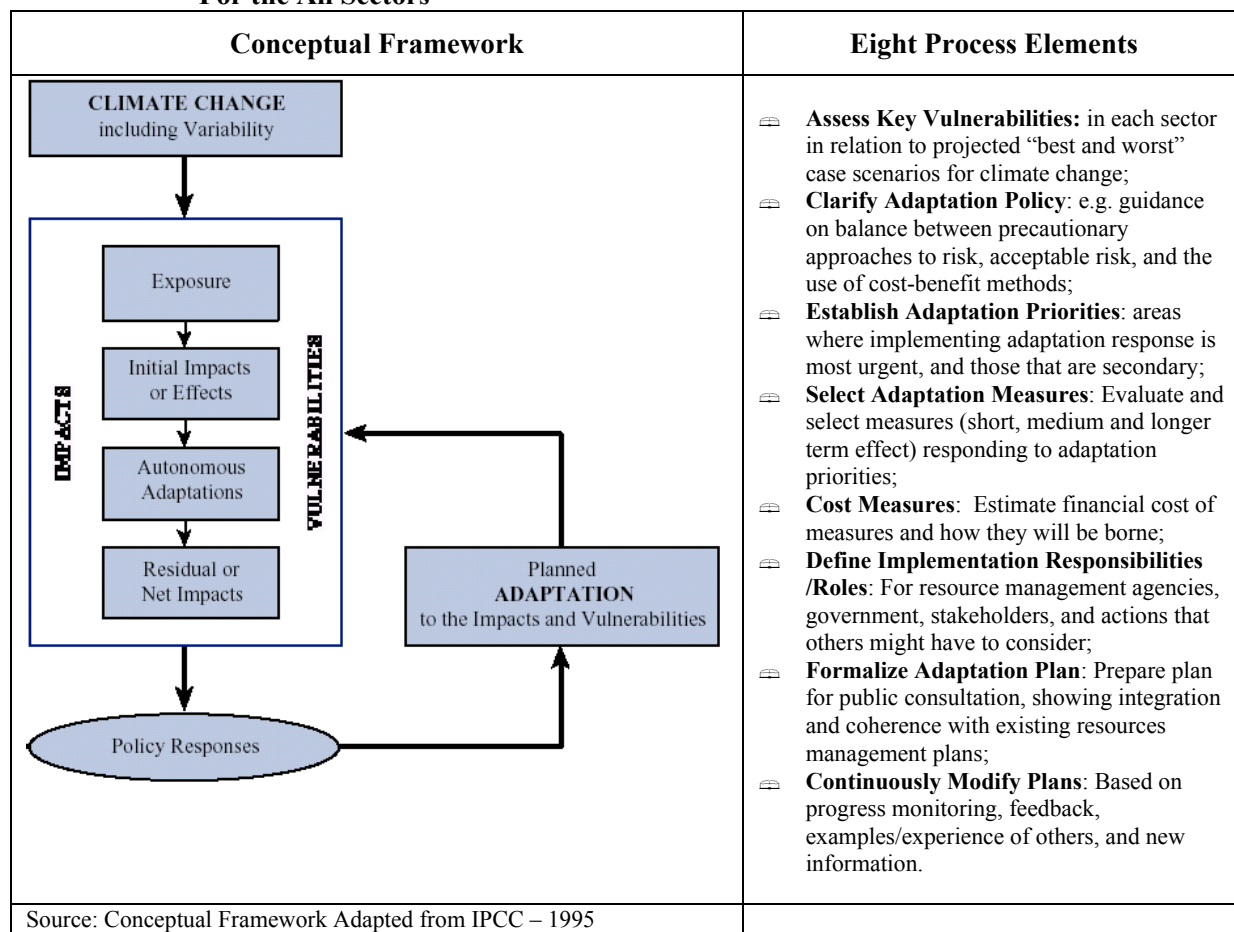 For the All Sectors
Conceptual Framework
Eight Process Elements
CLIMATE CHANGE
including Variability
IMPACTS
Exposure
Initial Impacts
or Effects
Autonomous
Adaptations
Residual or
Net Impacts
VULNERABILITIES
Planned
ADAPTATION
to the Impacts and Vulnerabilities
Policy Responses
Assess Key Vulnerabilities: in each sector
in relation to projected “best and worst”
case scenarios for climate change;
Clarify Adaptation Policy: e.g. guidance
on balance between precautionary
approaches to risk, acceptable risk, and the
use of cost-benefit methods;
Establish Adaptation Priorities: areas
where implementing adaptation response is
most urgent, and those that are secondary;
Select Adaptation Measures: Evaluate and
select measures (short, medium and longer
term effect) responding to adaptation
priorities;
Cost Measures: Estimate financial cost of
measures and how they will be borne;
Define Implementation Responsibilities
/Roles: For resource management agencies,
government, stakeholders, and actions that
others might have to consider;
Formalize Adaptation Plan: Prepare plan
for public consultation, showing integration
and coherence with existing resources
management plans;
Continuously Modify Plans: Based on
progress monitoring, feedback,
examples/experience of others, and new
information.
Source: Conceptual Framework Adapted from IPCC – 1995